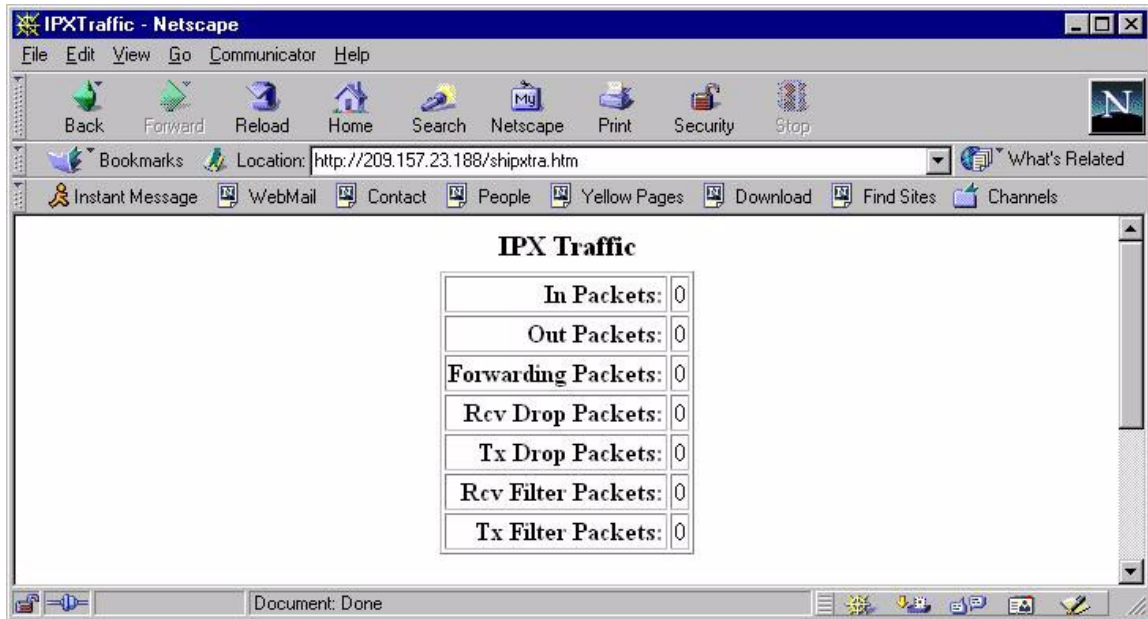 IPXTraffic - Netscape
File Edit View Go Communicator Help
Back Forward Reload Home Search Netscape Print Security Stop
My
N
Bookmarks Location: http://209.157.23.188/shipxtra.htm What's Related
Instant Message WebMail Contact People Yellow Pages Download Find Sites Channels
IPX Traffic
In Packets: 0
Out Packets: 0
Forwarding Packets: 0
Rcv Drop Packets: 0
Tx Drop Packets: 0
Rcv Filter Packets: 0
Tx Filter Packets: 0
Document: Done